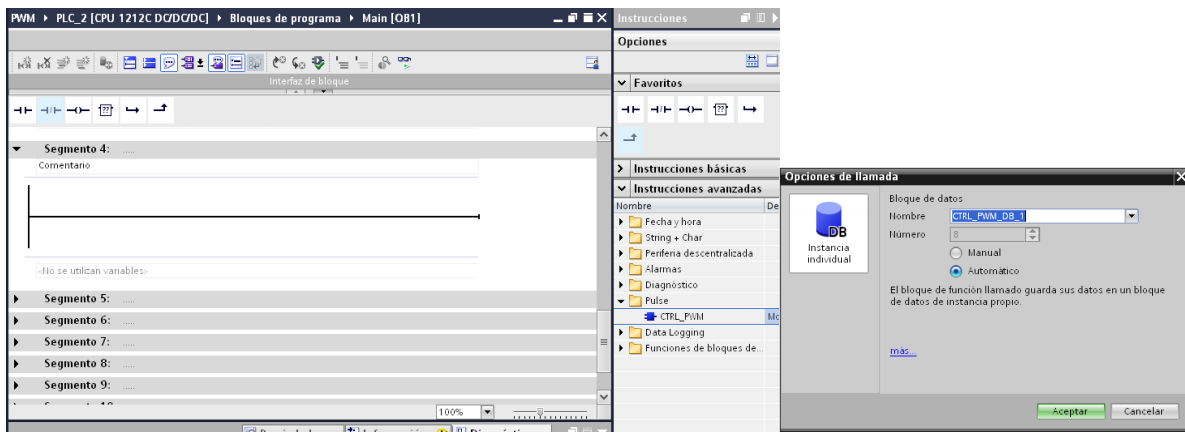 PWM ▸ PLC_2 [CPU 1212C DC/DC/DC] ▸ Bloques de programa ▸ Main [OB1]
Interfaz de bloque
Segmento 4: .....
Comentario
<No se utilizan variables>
Segmento 5: .....
Segmento 6: .....
Segmento 7: .....
Segmento 8: .....
Segmento 9: .....
100%
Instrucciones
Opciones
Favoritos
Instrucciones básicas
Instrucciones avanzadas
Nombre De
Fecha y hora
String + Char
Periferia descentralizada
Alarmas
Diagnóstico
Pulse
CTRL_PWM Mo
Data Logging
Funciones de bloques de...
Opciones de llamada
DB
Instancia
individual
Bloque de datos
Nombre CTRL_PWM_DB_1
Número 8
Manual
Automático
El bloque de función llamado guarda sus datos en un bloque
de datos de instancia propio.
más...
Aceptar Cancelar